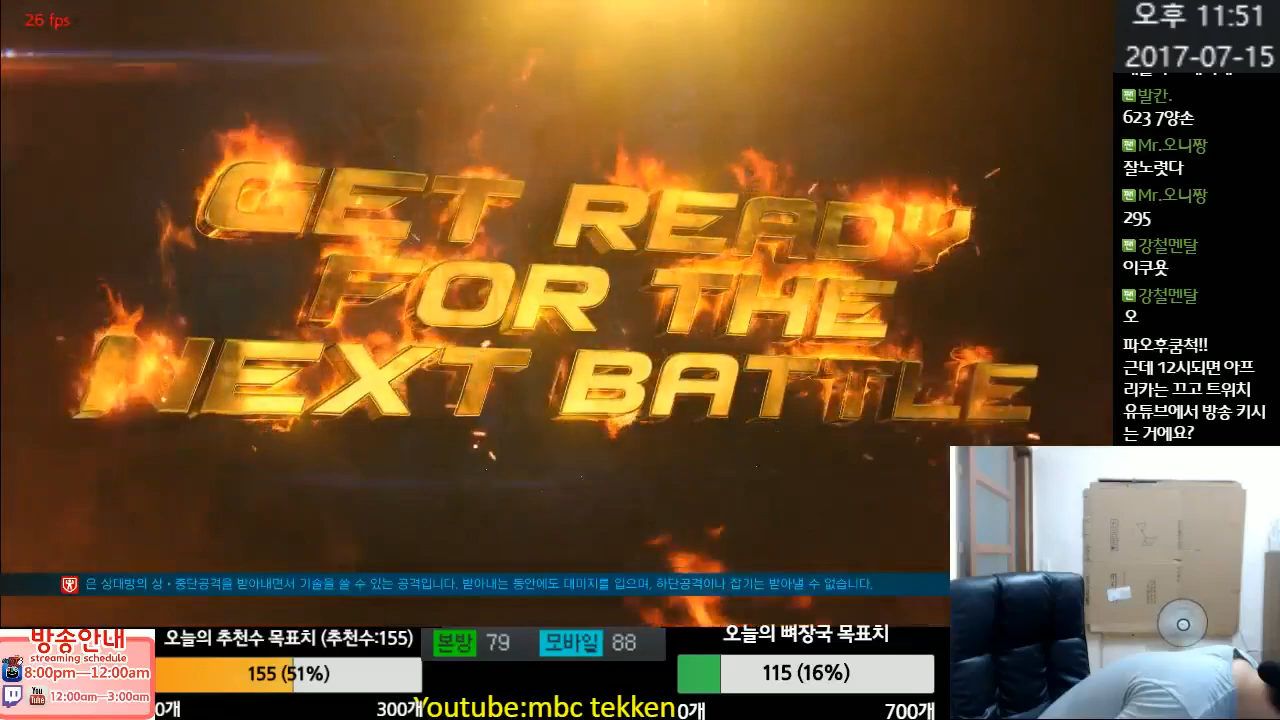 26 fps
오후 11:51
2017-07-15
발칸.
623 7양손
Mr.오니짱
잘노렷다
Mr.오니짱
295
강철멘탈
이쿠욧
강철멘탈
오
파오후쿰척!!
근데 12시되면 아프
리카는 끄고 트위치
유튜브에서 방송 키시
는 거에요?
GET READY
FOR THE
NEXT BATTLE
은 상대방의 상・중단공격을 받아내면서 기술을 쓸 수 있는 공격입니다. 받아내는 동안에도 대미지를 입으며, 하단공격이나 잡기는 받아낼 수 없습니다.
방송안내
streaming schedule
8:00pm—12:00am
12:00am—3:00am
오늘의 추천수 목표치 (추천수:155)
155 (51%)
0개 300개
본방 79 모바일 88
Youtube:mbc tekken
오늘의 뼈장국 목표치
115 (16%)
0개 700개